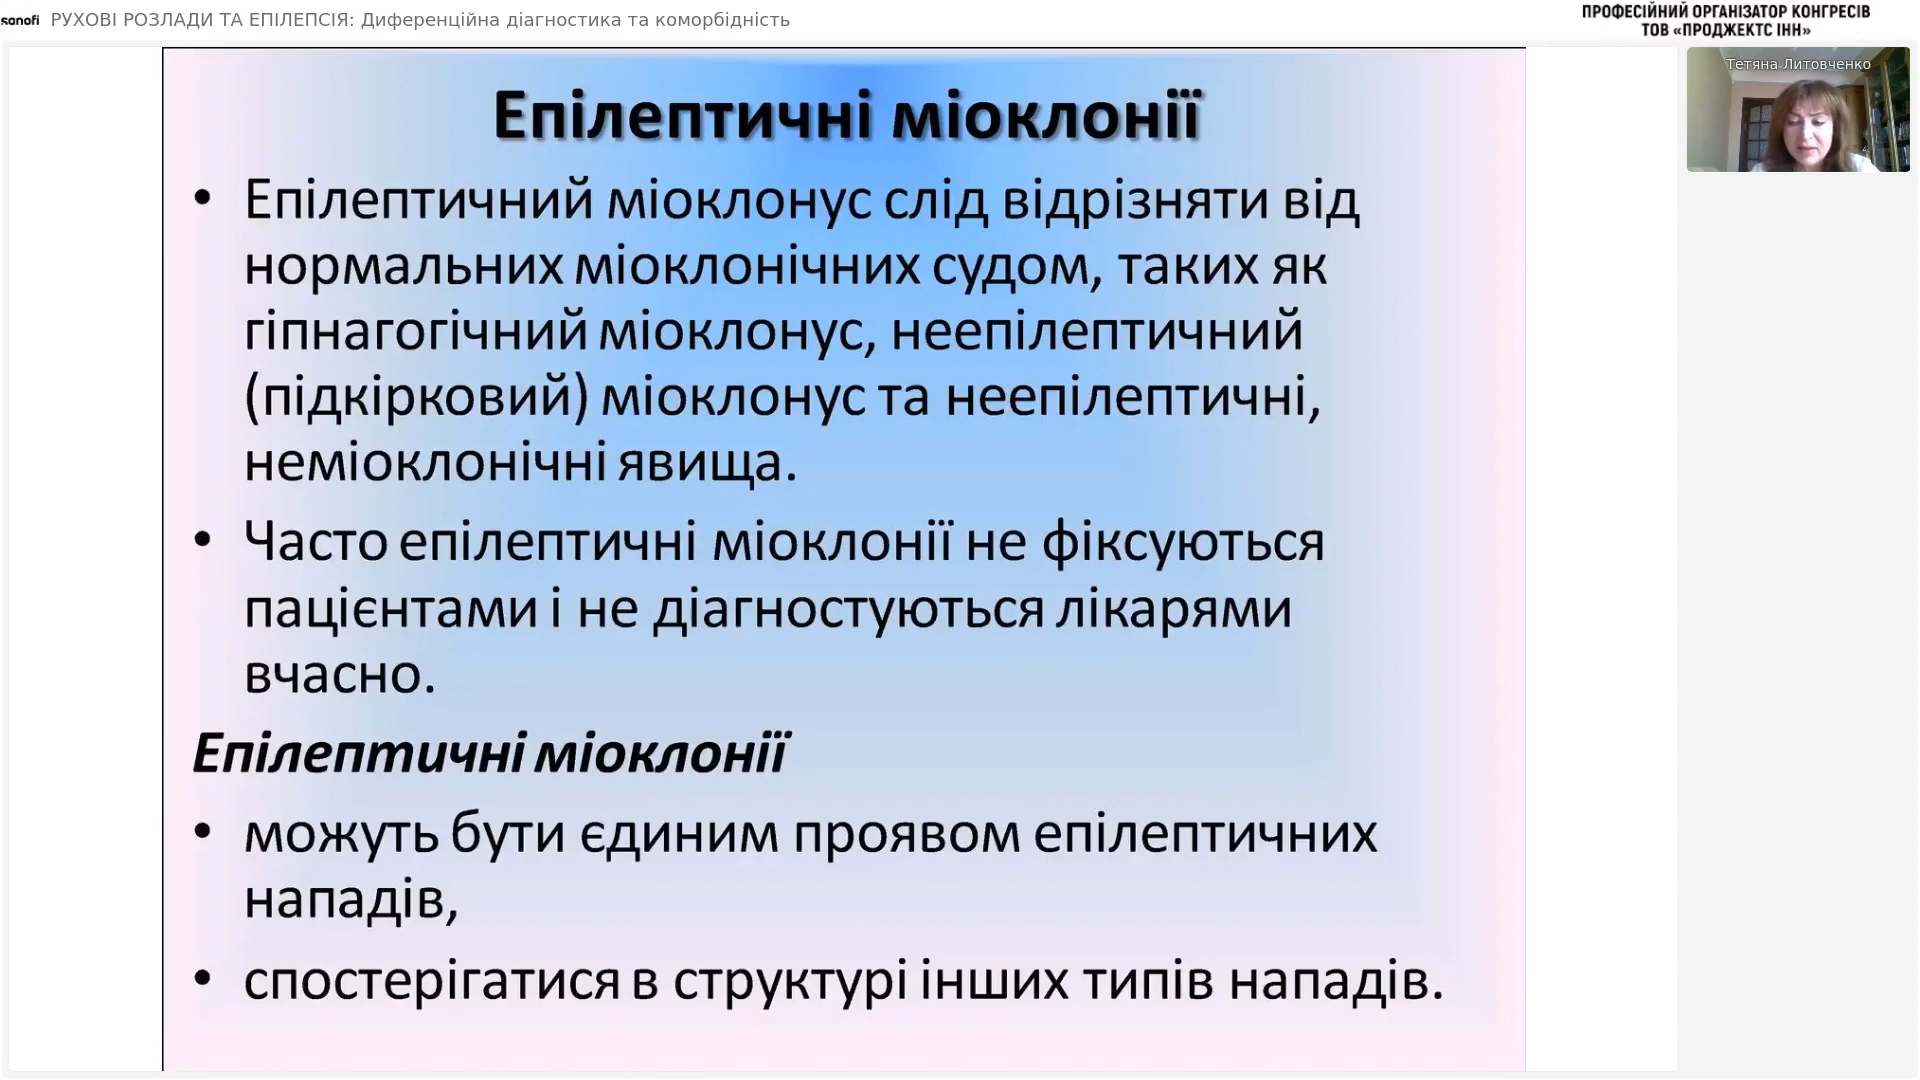 sanofi РУХОВІ РОЗЛАДИ ТА ЕПІЛЕПСІЯ: Диференційна діагностика та коморбідність
ПРОФЕСІЙНИЙ ОРГАНІЗАТОР КОНГРЕСІВ
ТОВ «ПРОДЖЕКТС ІНН»
Тетяна Литовченко
Епілептичні міоклонії
• Епілептичний міоклонус слід відрізняти від
нормальних міоклонічних судом, таких як
гіпнагогічний міоклонус, неепілептичний
(підкірковий) міоклонус та неепілептичні,
неміоклонічні явища.
• Часто епілептичні міоклонії не фіксуються
пацієнтами і не діагностуються лікарями
вчасно.
Епілептичні міоклонії
• можуть бути єдиним проявом епілептичних
нападів,
• спостерігатися в структурі інших типів нападів.